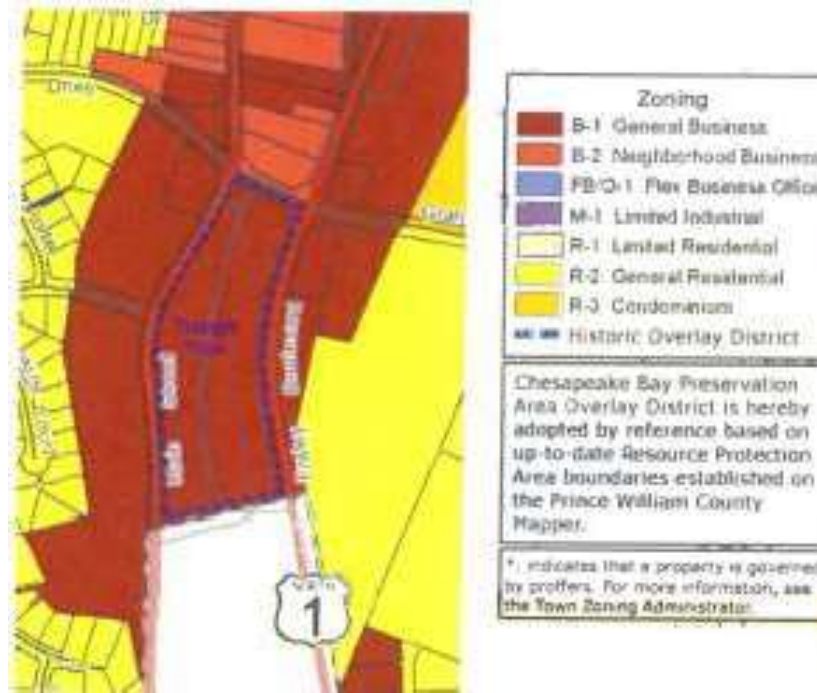 Zoning
B-1 General Business
B-2 Neighborhood Business
FB/O-1 Flex Business Office
M-1 Limited Industrial
R-1 Limited Residential
R-2 General Residential
R-3 Condominium
Historic Overlay District
Chesapeake Bay Preservation
Area Overlay District is hereby
adopted by reference based on
up-to-date Resource Protection
Area boundaries established on
the Prince William County
Mapper.
* indicates that a property is governed
by proffers. For more information, see
the Town Zoning Administrator
NORTH
1